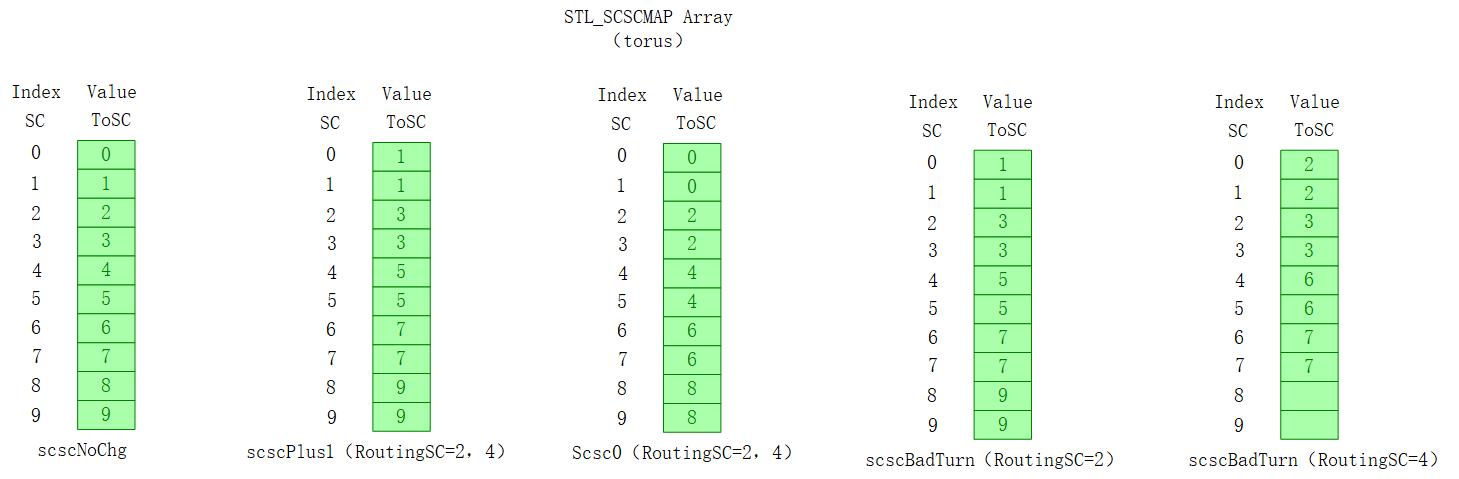 STL_SCSCMAP Array
（torus）
Index Value
SC ToSC
0 0
1 1
2 2
3 3
4 4
5 5
6 6
7 7
8 8
9 9
scscNoChg
Index Value
SC ToSC
0 1
1 1
2 3
3 3
4 5
5 5
6 7
7 7
8 9
9 9
scscPlus1（RoutingSC=2，4）
Index Value
SC ToSC
0 0
1 0
2 2
3 2
4 4
5 4
6 6
7 6
8 8
9 8
Scsc0（RoutingSC=2，4）
Index Value
SC ToSC
0 1
1 1
2 3
3 3
4 5
5 5
6 7
7 7
8 9
9 9
scscBadTurn（RoutingSC=2）
Index Value
SC ToSC
0 2
1 2
2 3
3 3
4 6
5 6
6 7
7 7
8
9
scscBadTurn（RoutingSC=4）